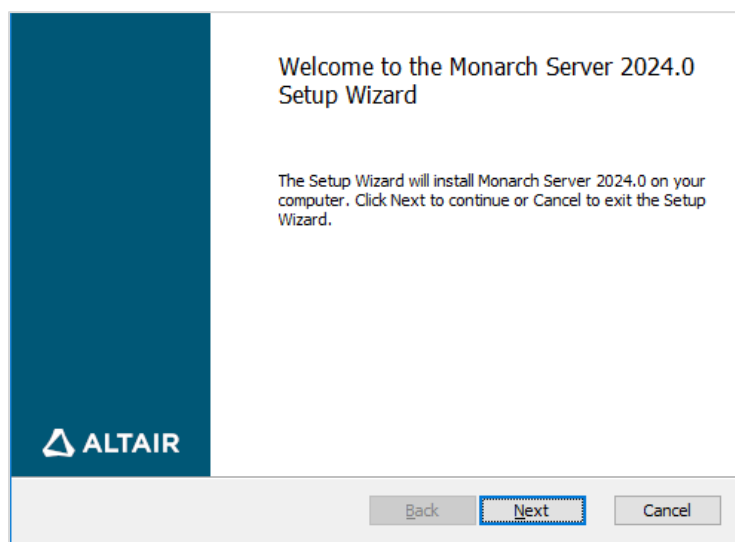 Welcome to the Monarch Server 2024.0
Setup Wizard
The Setup Wizard will install Monarch Server 2024.0 on your
computer. Click Next to continue or Cancel to exit the Setup
Wizard.
ALTAIR
Back Next Cancel